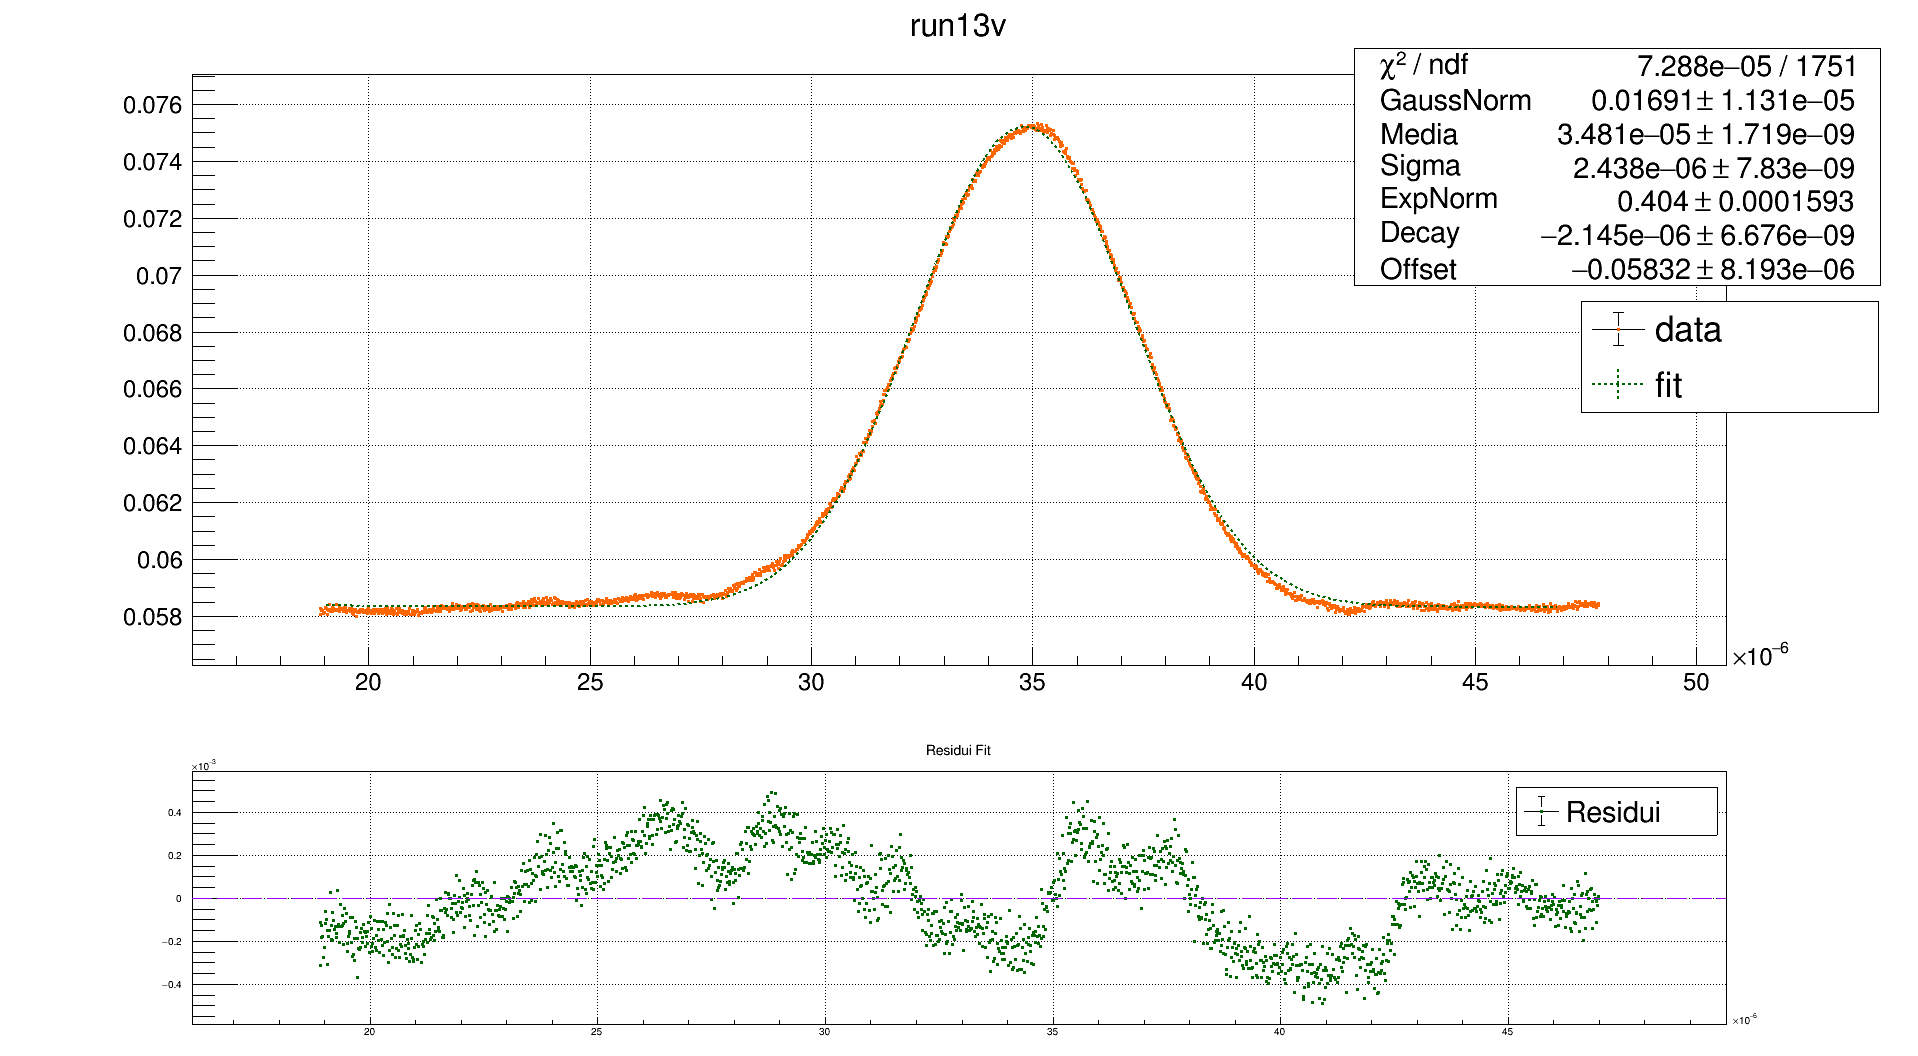 run13v
χ² / ndf 7.288e−05 / 1751
GaussNorm 0.01691 ± 1.131e−05
Media 3.481e−05 ± 1.719e−09
Sigma 2.438e−06 ± 7.83e−09
ExpNorm 0.404 ± 0.0001593
Decay −2.145e−06 ± 6.676e−09
Offset −0.05832 ± 8.193e−06
data
fit
0.076
0.074
0.072
0.07
0.068
0.066
0.064
0.062
0.06
0.058
20 25 30 35 40 45 50
×10⁻⁶
Residui Fit
×10⁻³
Residui
0.4
0.2
0
−0.2
−0.4
20 25 30 35 40 45
×10⁻⁶